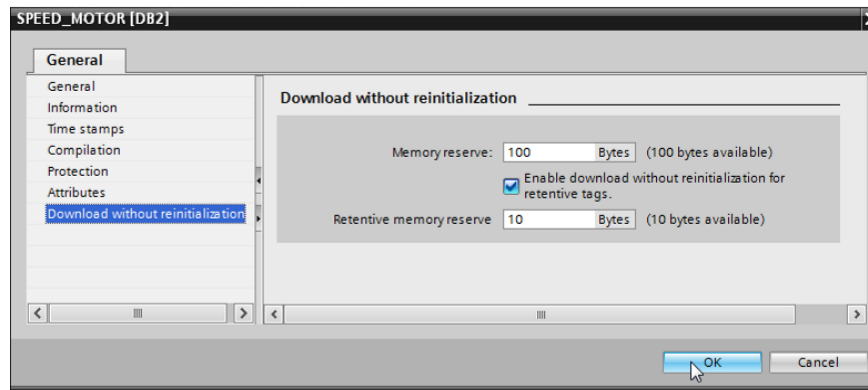 SPEED_MOTOR [DB2]
General
General
Information
Time stamps
Compilation
Protection
Attributes
Download without reinitialization
Download without reinitialization
Memory reserve: 100 Bytes (100 bytes available)
Enable download without reinitialization for
retentive tags.
Retentive memory reserve 10 Bytes (10 bytes available)
OK Cancel